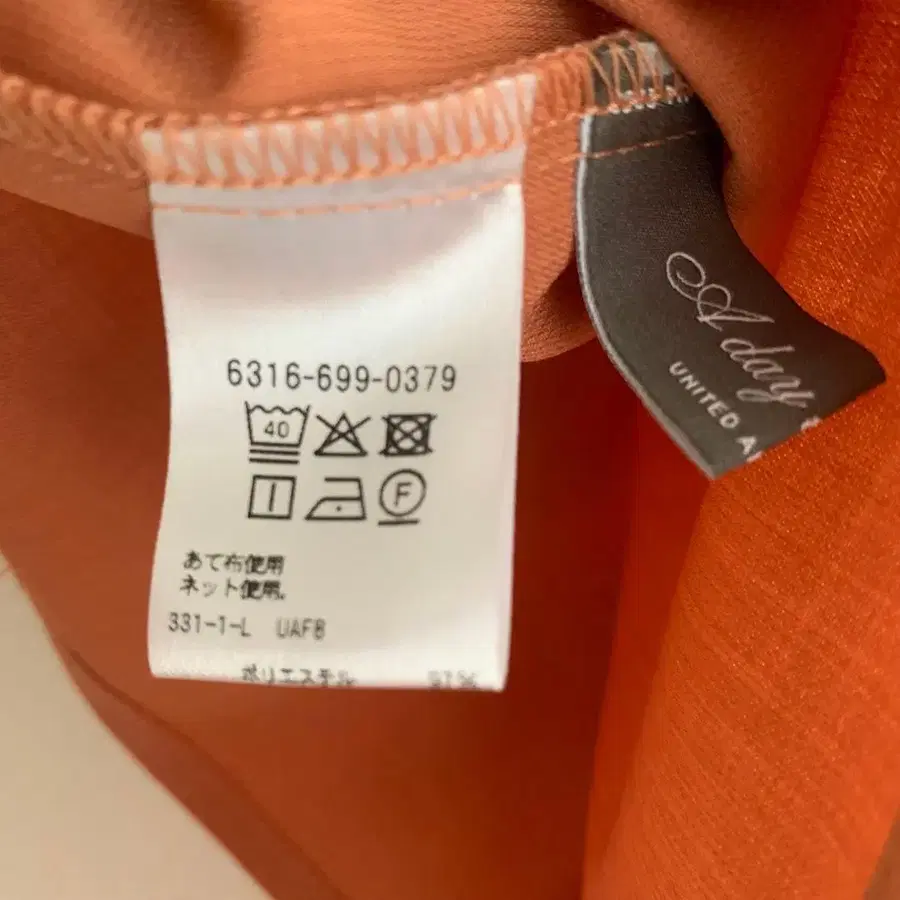 6316-699-0379
40
F
あて布使用
ネット使用。
331-1-L UAFB
ポリエステル
A day
UNITED A